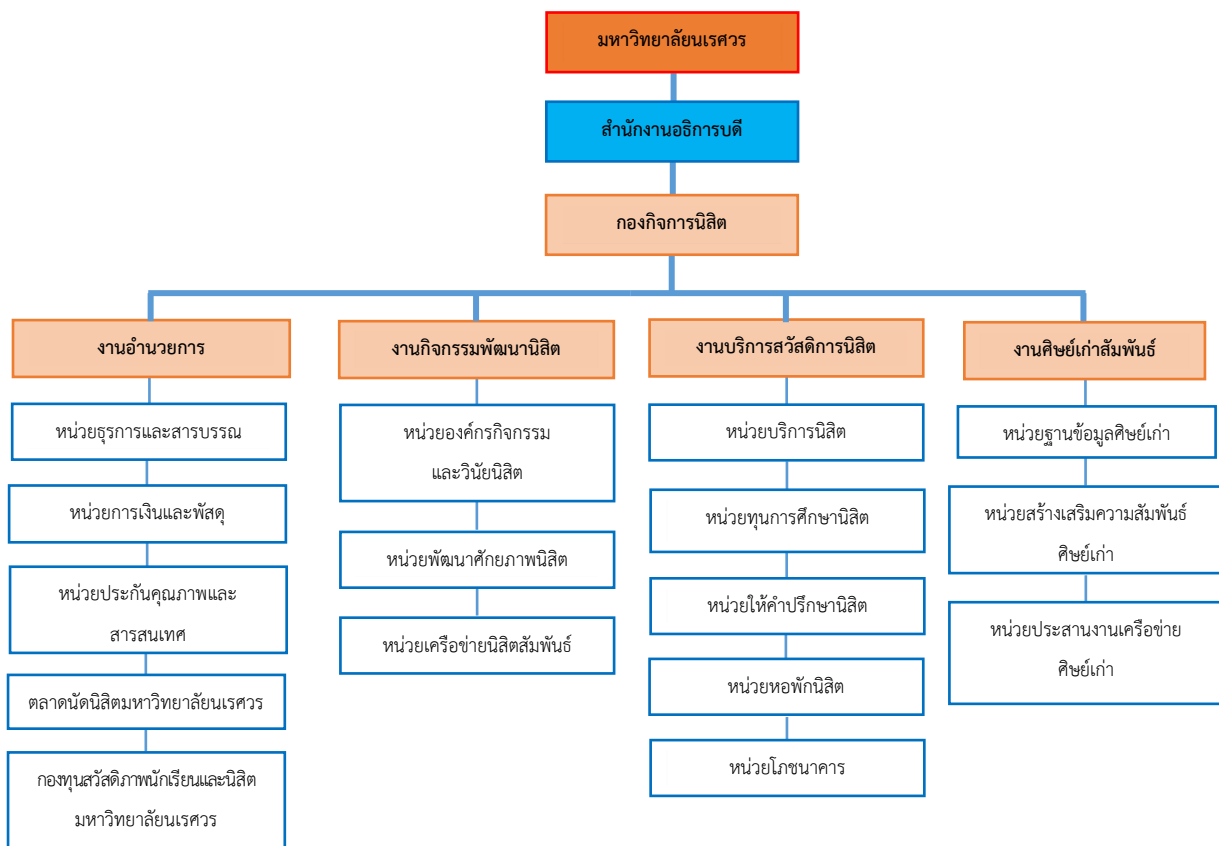 มหาวิทยาลัยนเรศวร
สำนักงานอธิการบดี
กองกิจการนิสิต
งานอำนวยการ
หน่วยธุรการและสารบรรณ
หน่วยการเงินและพัสดุ
หน่วยประกันคุณภาพและ
สารสนเทศ
ตลาดนัดนิสิตมหาวิทยาลัยนเรศวร
กองทุนสวัสดิภาพนักเรียนและนิสิต
มหาวิทยาลัยนเรศวร
งานกิจกรรมพัฒนานิสิต
หน่วยองค์กรกิจกรรม
และวินัยนิสิต
หน่วยพัฒนาศักยภาพนิสิต
หน่วยเครือข่ายนิสิตสัมพันธ์
งานบริการสวัสดิการนิสิต
หน่วยบริการนิสิต
หน่วยทุนการศึกษานิสิต
หน่วยให้คำปรึกษานิสิต
หน่วยหอพักนิสิต
หน่วยโภชนาคาร
งานศิษย์เก่าสัมพันธ์
หน่วยฐานข้อมูลศิษย์เก่า
หน่วยสร้างเสริมความสัมพันธ์
ศิษย์เก่า
หน่วยประสานงานเครือข่าย
ศิษย์เก่า